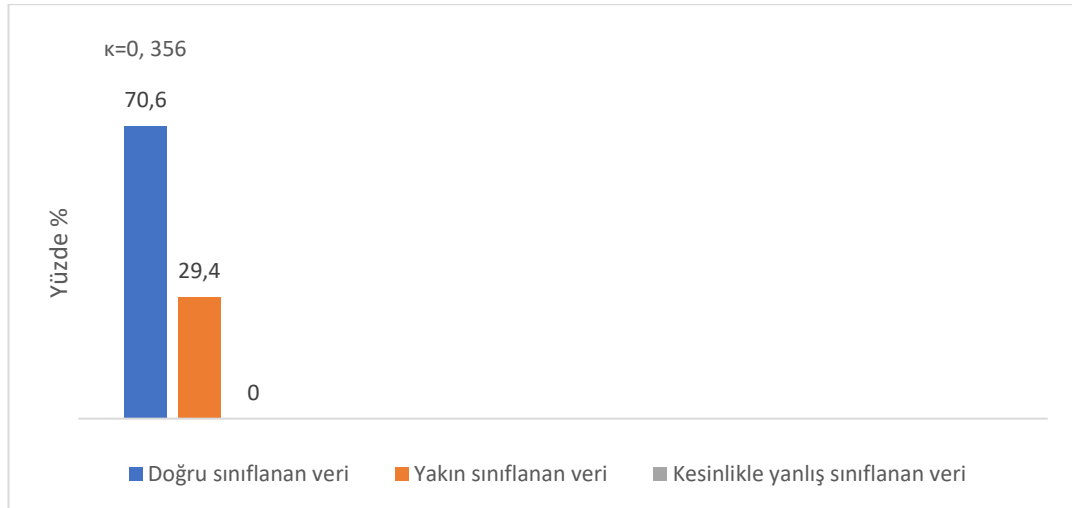 κ=0, 356
70,6
29,4
0
Yüzde %
Doğru sınıflanan veri Yakın sınıflanan veri Kesinlikle yanlış sınıflanan veri